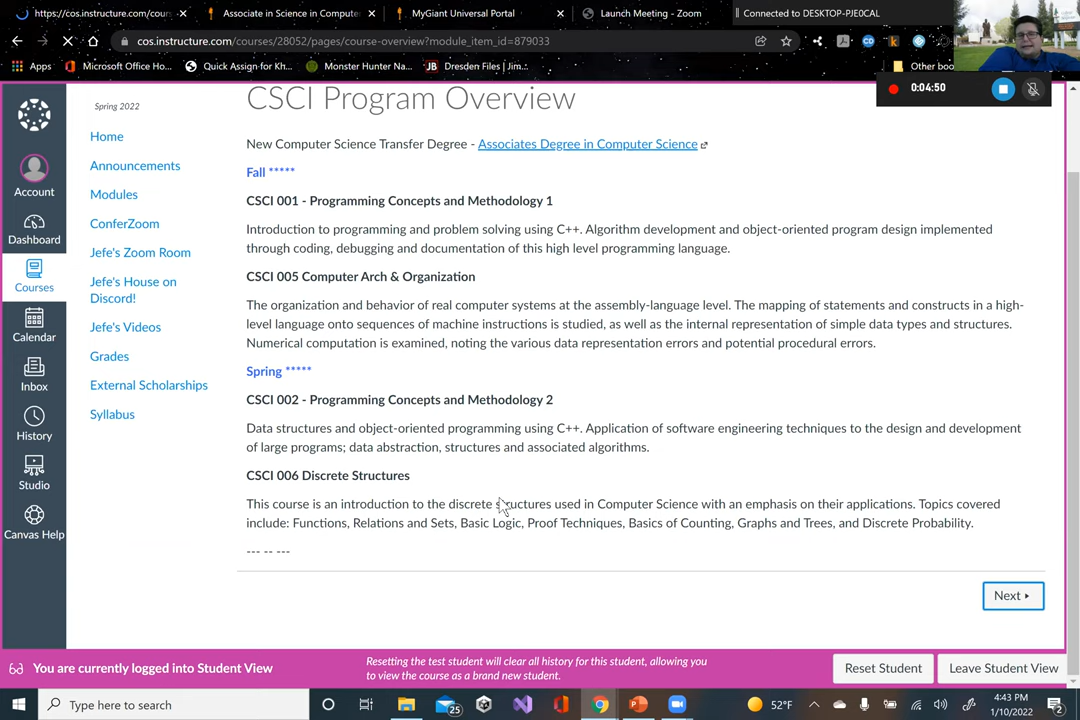 https://cos.instructure.com/cour
Associate in Science in Compute
MyGiant Universal Portal
Launch Meeting - Zoom
Connected to DESKTOP-PJE0CAL
cos.instructure.com/courses/28052/pages/course-overview?module_item_id=879033
Apps
Microsoft Office Ho...
Quick Assign for Kh...
Monster Hunter Na...
Dresden Files | Jim...
Other boo
0:04:50
Spring 2022
CSCI Program Overview
Home
Announcements
Modules
ConferZoom
Jefe's Zoom Room
Jefe's House on
Discord!
Jefe's Videos
Grades
External Scholarships
Syllabus
Account
Dashboard
Courses
Calendar
Inbox
History
Studio
Canvas Help
New Computer Science Transfer Degree - Associates Degree in Computer Science
Fall *****
CSCI 001 - Programming Concepts and Methodology 1
Introduction to programming and problem solving using C++. Algorithm development and object-oriented program design implemented
through coding, debugging and documentation of this high level programming language.
CSCI 005 Computer Arch & Organization
The organization and behavior of real computer systems at the assembly-language level. The mapping of statements and constructs in a high-
level language onto sequences of machine instructions is studied, as well as the internal representation of simple data types and structures.
Numerical computation is examined, noting the various data representation errors and potential procedural errors.
Spring *****
CSCI 002 - Programming Concepts and Methodology 2
Data structures and object-oriented programming using C++. Application of software engineering techniques to the design and development
of large programs; data abstraction, structures and associated algorithms.
CSCI 006 Discrete Structures
This course is an introduction to the discrete structures used in Computer Science with an emphasis on their applications. Topics covered
include: Functions, Relations and Sets, Basic Logic, Proof Techniques, Basics of Counting, Graphs and Trees, and Discrete Probability.
--- -- ---
Next
You are currently logged into Student View
Resetting the test student will clear all history for this student, allowing you
to view the course as a brand new student.
Reset Student
Leave Student View
Type here to search
25
52°F
4:43 PM
1/10/2022
2